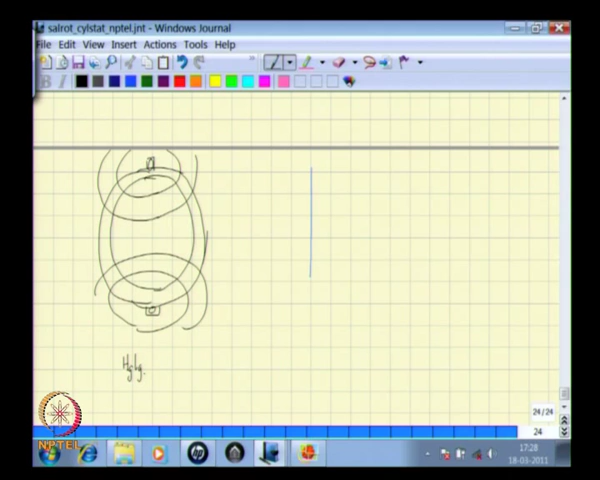 salrot_cylstat_nptel.jnt - Windows Journal
File Edit View Insert Actions Tools Help
B I
24/24
24
NPTEL
17:28
18-03-2011